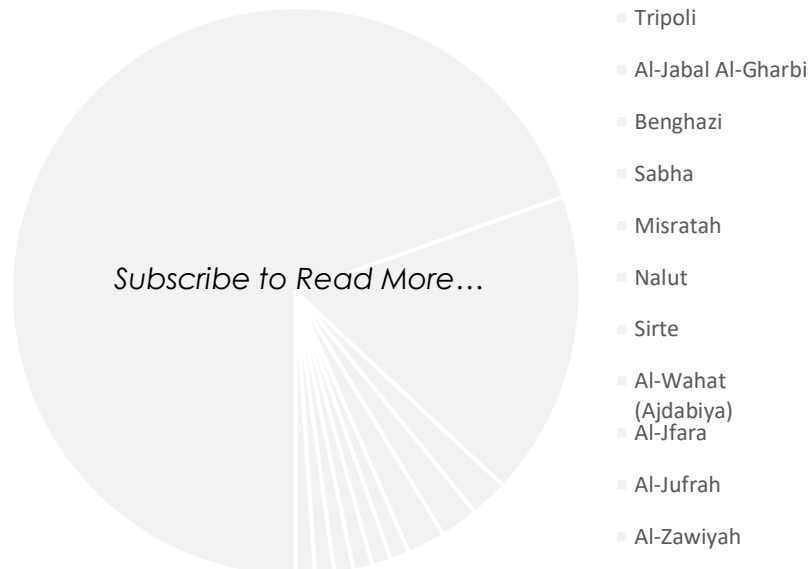 Tripoli
Al-Jabal Al-Gharbi
Benghazi
Sabha
Misratah
Subscribe to Read More…
Nalut
Sirte
Al-Wahat
(Ajdabiya)
Al-Jfara
Al-Jufrah
Al-Zawiyah